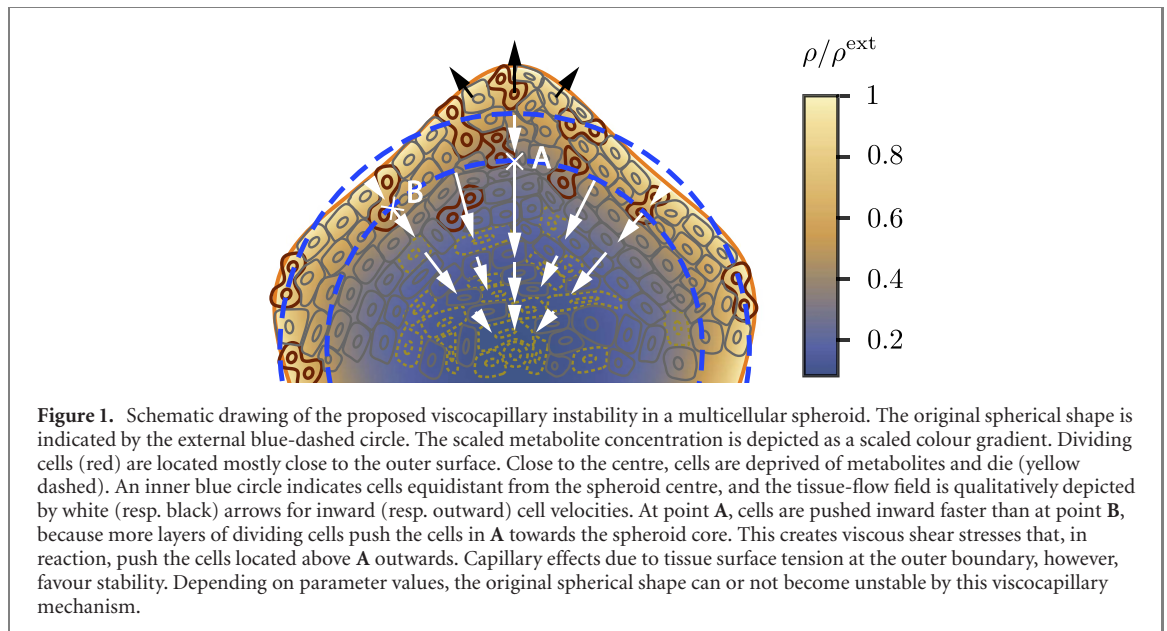 ρ/ρ^ext
1
0.8
0.6
0.4
0.2
A
B
Figure 1. Schematic drawing of the proposed viscocapillary instability in a multicellular spheroid. The original spherical shape is
indicated by the external blue-dashed circle. The scaled metabolite concentration is depicted as a scaled colour gradient. Dividing
cells (red) are located mostly close to the outer surface. Close to the centre, cells are deprived of metabolites and die (yellow
dashed). An inner blue circle indicates cells equidistant from the spheroid centre, and the tissue-flow field is qualitatively depicted
by white (resp. black) arrows for inward (resp. outward) cell velocities. At point A, cells are pushed inward faster than at point B,
because more layers of dividing cells push the cells in A towards the spheroid core. This creates viscous shear stresses that, in
reaction, push the cells located above A outwards. Capillary effects due to tissue surface tension at the outer boundary, however,
favour stability. Depending on parameter values, the original spherical shape can or not become unstable by this viscocapillary
mechanism.